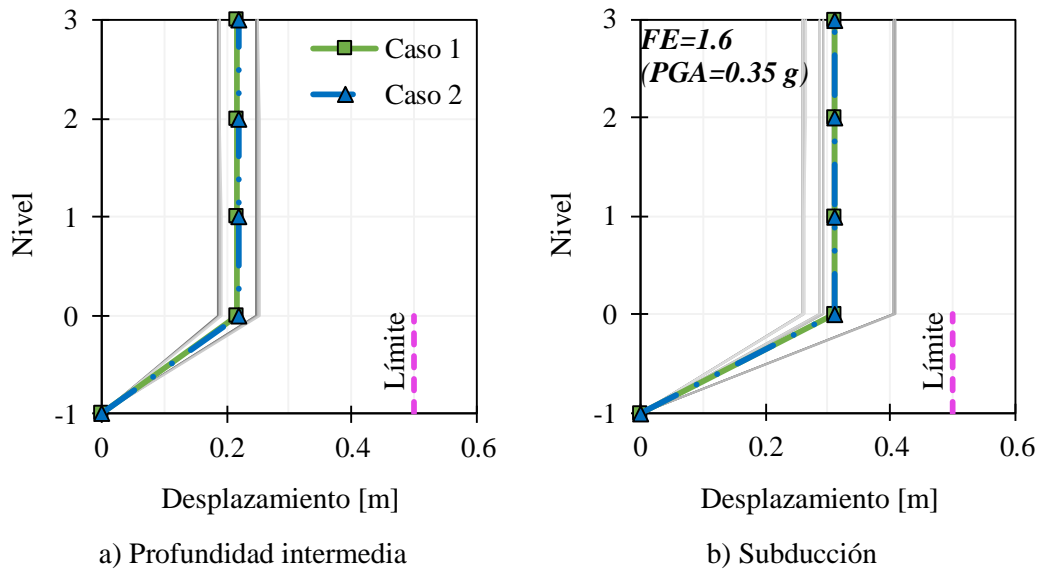 3
2
1
0
-1
Nivel
Caso 1
Caso 2
Límite
0
0.2
0.4
0.6
Desplazamiento [m]
a) Profundidad intermedia
3
2
1
0
-1
Nivel
FE=1.6
(PGA=0.35 g)
Límite
0
0.2
0.4
0.6
Desplazamiento [m]
b) Subducción